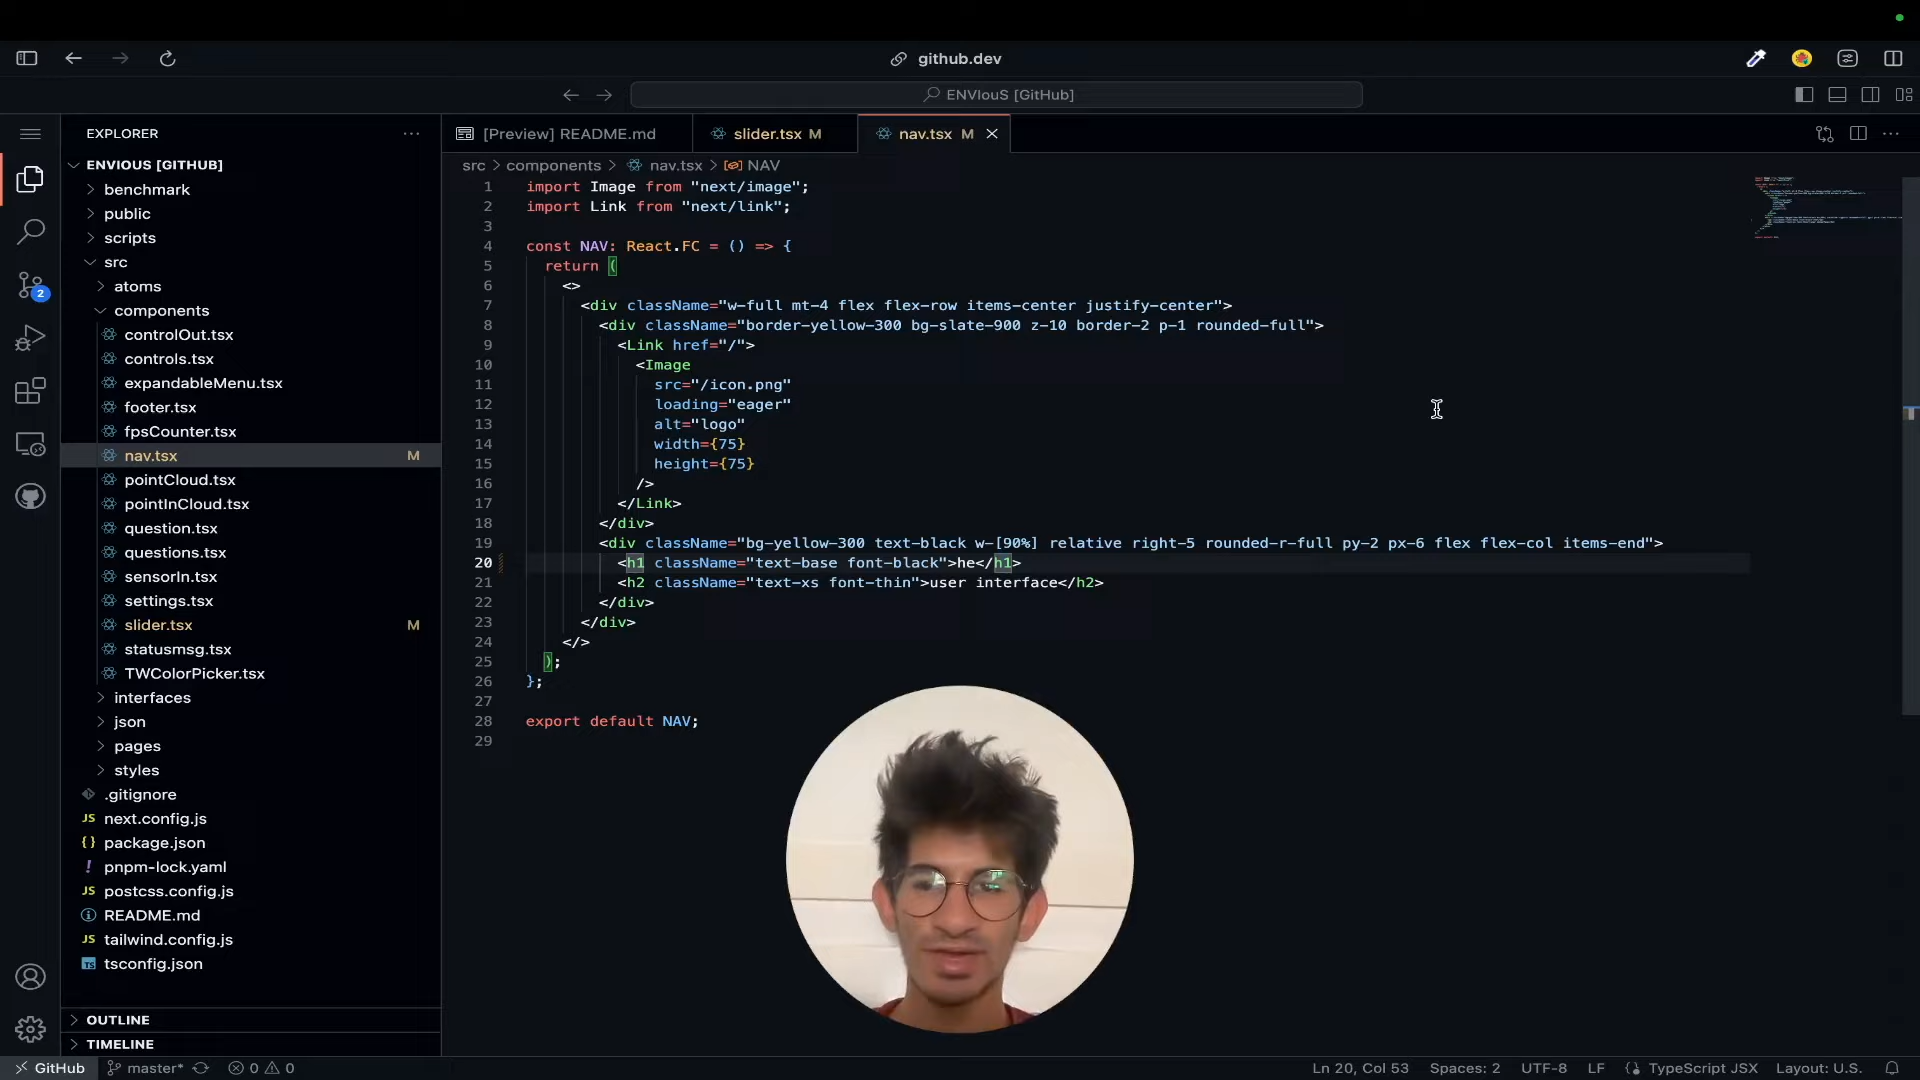 github.dev
ENVIouS [GitHub]
EXPLORER
ENVIOUS [GITHUB]
benchmark
public
scripts
src
atoms
components
controlOut.tsx
controls.tsx
expandableMenu.tsx
footer.tsx
fpsCounter.tsx
nav.tsx M
pointCloud.tsx
pointInCloud.tsx
question.tsx
questions.tsx
sensorIn.tsx
settings.tsx
slider.tsx M
statusmsg.tsx
TWColorPicker.tsx
interfaces
json
pages
styles
.gitignore
JS next.config.js
{} package.json
! pnpm-lock.yaml
JS postcss.config.js
README.md
JS tailwind.config.js
TS tsconfig.json
OUTLINE
TIMELINE
2
[Preview] README.md
slider.tsx M
nav.tsx M
src > components > nav.tsx > NAV
1 import Image from "next/image";
2 import Link from "next/link";
3
4 const NAV: React.FC = () => {
5 return (
6 <>
7 <div className="w-full mt-4 flex flex-row items-center justify-center">
8 <div className="border-yellow-300 bg-slate-900 z-10 border-2 p-1 rounded-full">
9 <Link href="/">
10 <Image
11 src="/icon.png"
12 loading="eager"
13 alt="logo"
14 width={75}
15 height={75}
16 />
17 </Link>
18 </div>
19 <div className="bg-yellow-300 text-black w-[90%] relative right-5 rounded-r-full py-2 px-6 flex flex-col items-end">
20 <h1 className="text-base font-black">he</h1>
21 <h2 className="text-xs font-thin">user interface</h2>
22 </div>
23 </div>
24 </>
25 );
26 };
27
28 export default NAV;
29
GitHub master* 0 0 Ln 20, Col 53 Spaces: 2 UTF-8 LF {} TypeScript JSX Layout: U.S.